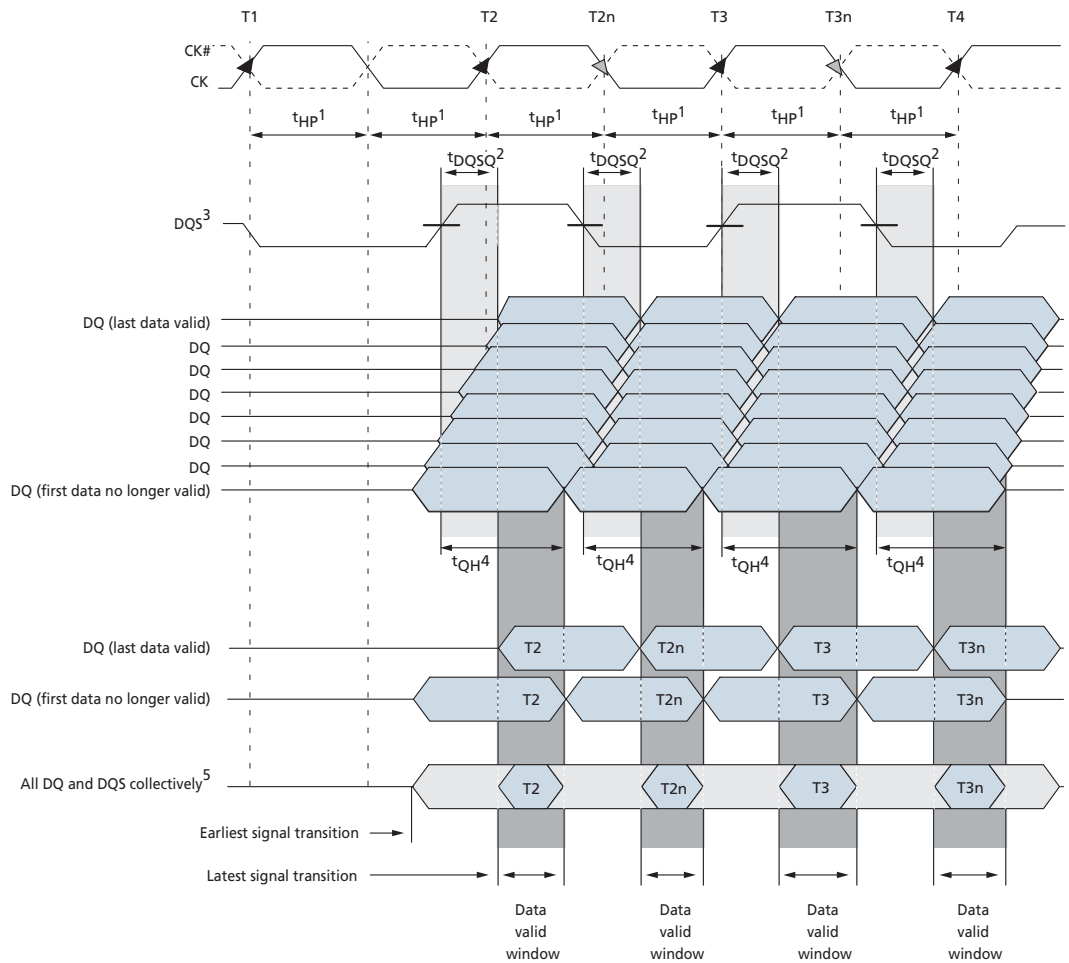 T1 T2 T2n T3 T3n T4
CK#
CK
tHP1 tHP1 tHP1 tHP1 tHP1 tHP1
tDQSQ2 tDQSQ2 tDQSQ2 tDQSQ2
DQS3
DQ (last data valid)
DQ
DQ
DQ
DQ
DQ
DQ
DQ (first data no longer valid)
tQH4 tQH4 tQH4 tQH4
DQ (last data valid) T2 T2n T3 T3n
DQ (first data no longer valid) T2 T2n T3 T3n
All DQ and DQS collectively5 T2 T2n T3 T3n
Earliest signal transition
Latest signal transition
Data valid window
Data valid window
Data valid window
Data valid window